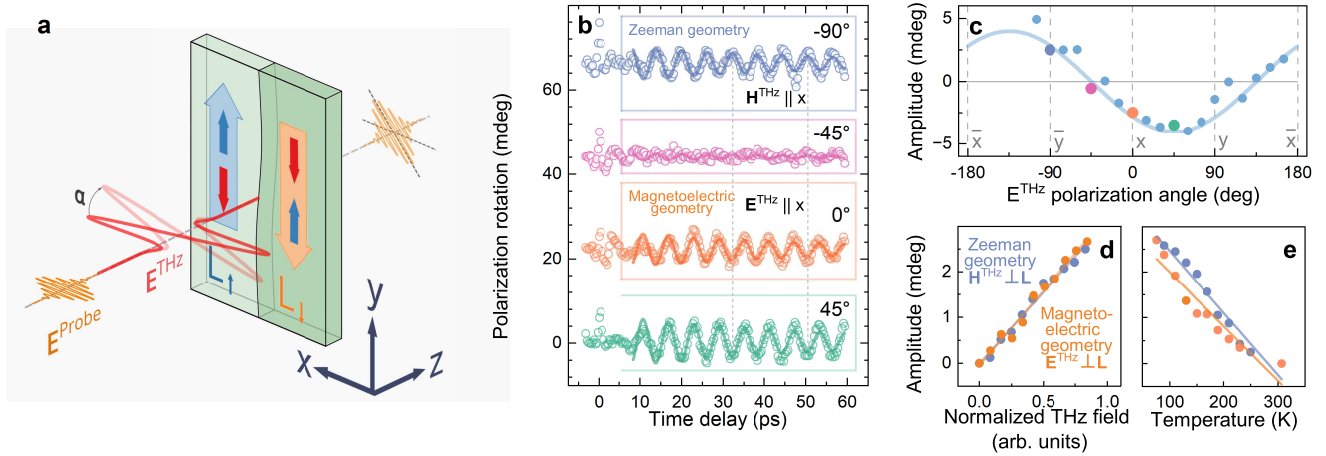 a
α
E^THz
E^Probe
L↑
L↓
y
x
z
b
Polarization rotation (mdeg)
60
40
20
0
Zeeman geometry
-90°
H^THz || x
-45°
Magnetoelectric
geometry
E^THz || x
0°
45°
0 10 20 30 40 50 60
Time delay (ps)
c
Amplitude (mdeg)
5
0
−5
x̅ y̅ x y x̅
-180 -90 0 90 180
E^THz polarization angle (deg)
d
Amplitude (mdeg)
2
1
0
Zeeman
geometry
H^THz ⊥L
Magneto-
electric
geometry
E^THz ⊥L
0.0 0.5 1.0
Normalized THz field
(arb. units)
e
100 200 300
Temperature (K)